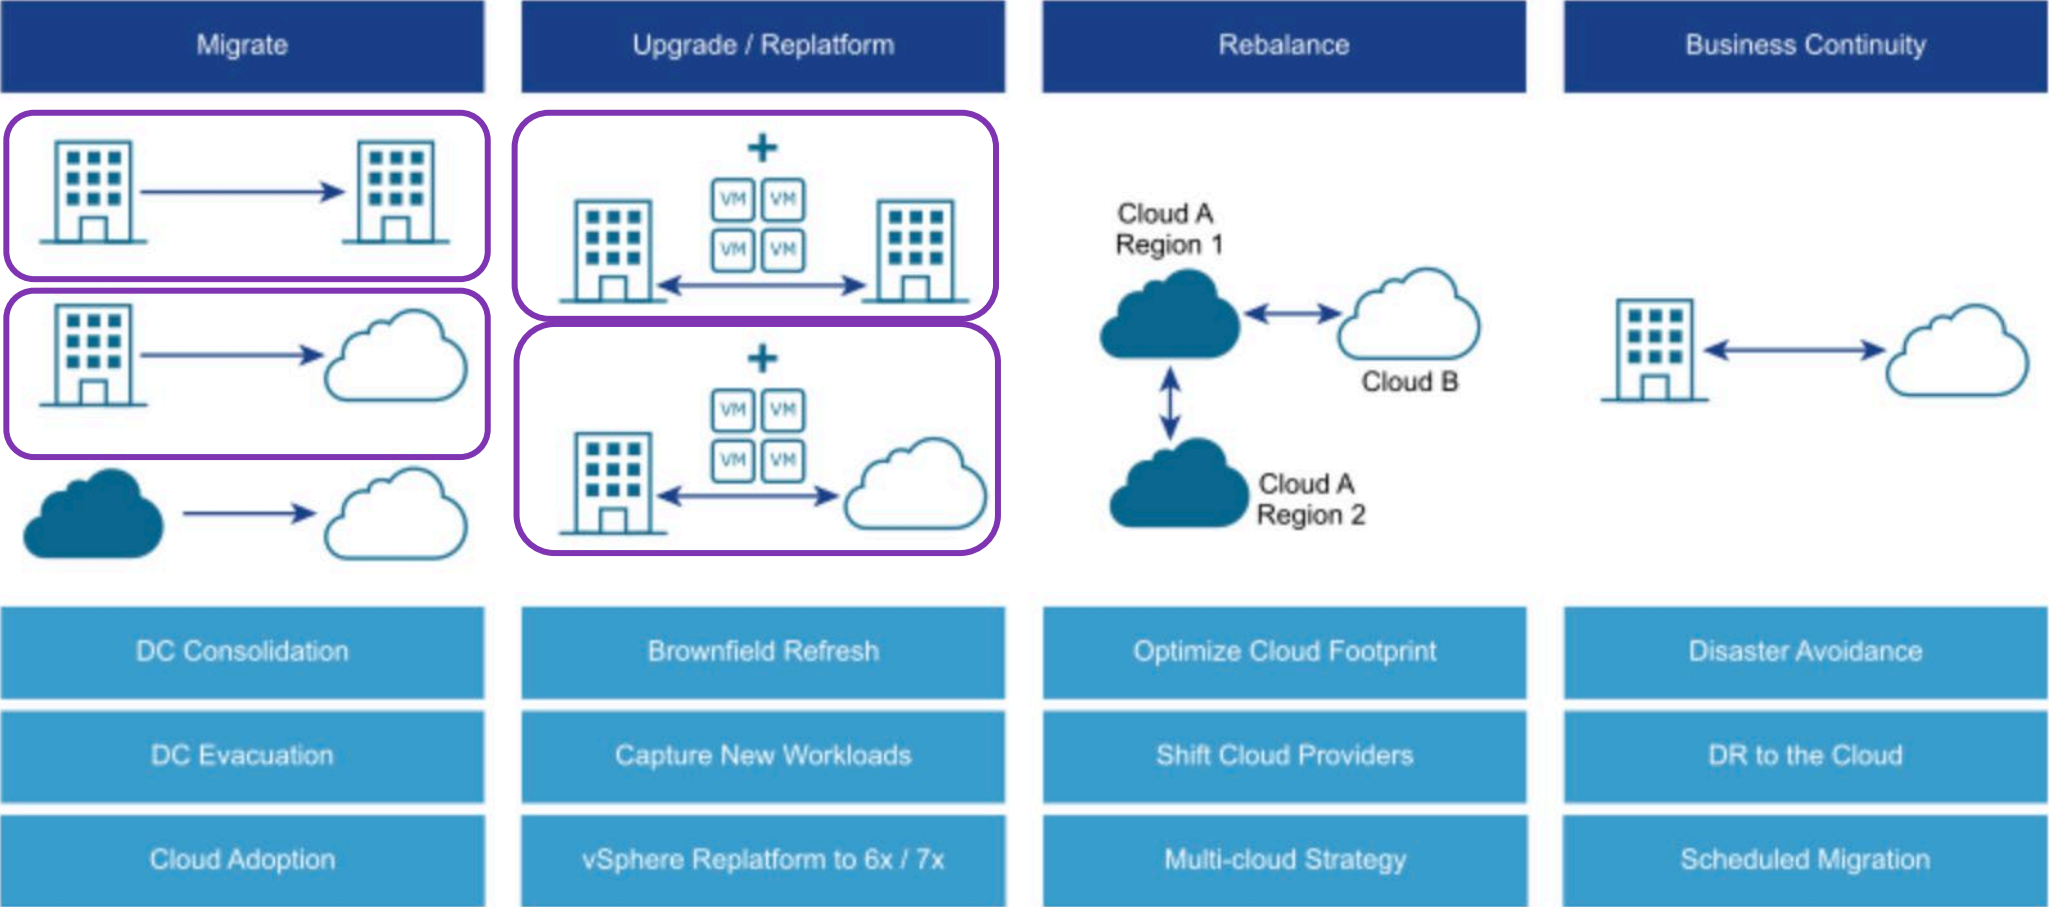 Migrate
Upgrade / Replatform
Rebalance
Business Continuity
VM VM
VM VM
VM VM
VM VM
Cloud A
Region 1
Cloud B
Cloud A
Region 2
DC Consolidation
Brownfield Refresh
Optimize Cloud Footprint
Disaster Avoidance
DC Evacuation
Capture New Workloads
Shift Cloud Providers
DR to the Cloud
Cloud Adoption
vSphere Replatform to 6x / 7x
Multi-cloud Strategy
Scheduled Migration